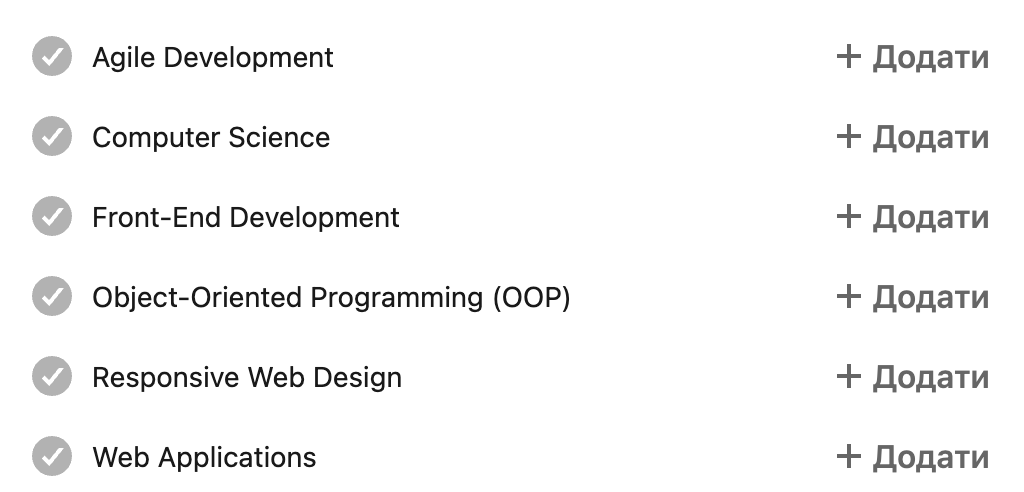 Agile Development + Додати
Computer Science + Додати
Front-End Development + Додати
Object-Oriented Programming (OOP) + Додати
Responsive Web Design + Додати
Web Applications + Додати